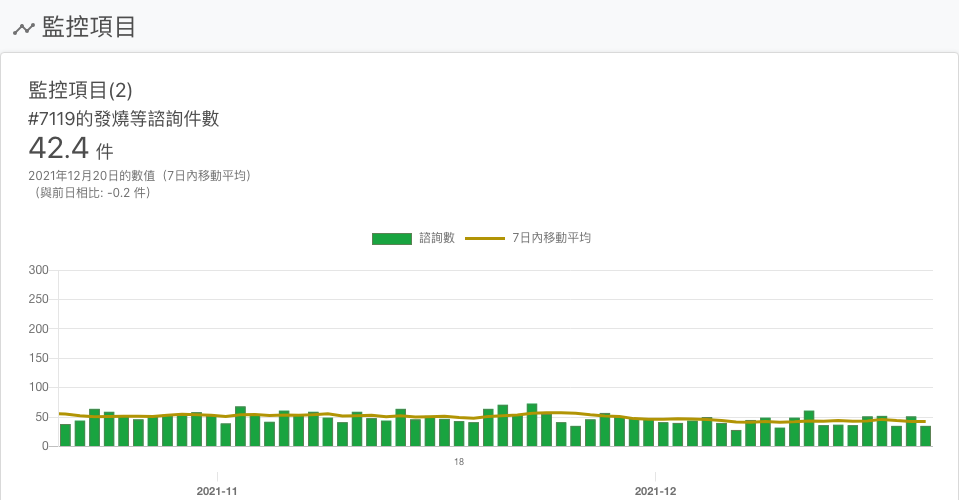 監控項目
監控項目(2)
#7119的發燒等諮詢件數
42.4 件
2021年12月20日的數值（7日內移動平均）
（與前日相比: -0.2 件）
諮詢數 7日內移動平均
300
250
200
150
100
50
0
18
2021-11 2021-12